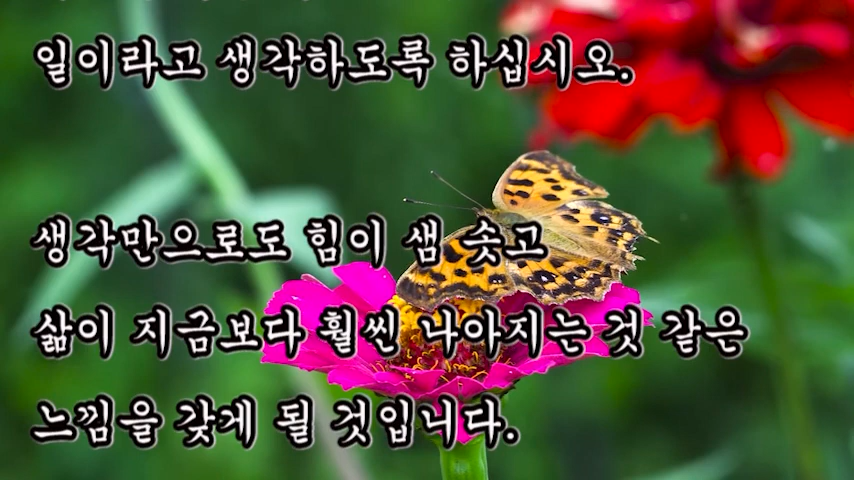 일이라고 생각하도록 하십시오.
생각만으로도 힘이 샘 솟고
삶이 지금보다 훨씬 나아지는 것 같은
느낌을 갖게 될 것입니다.